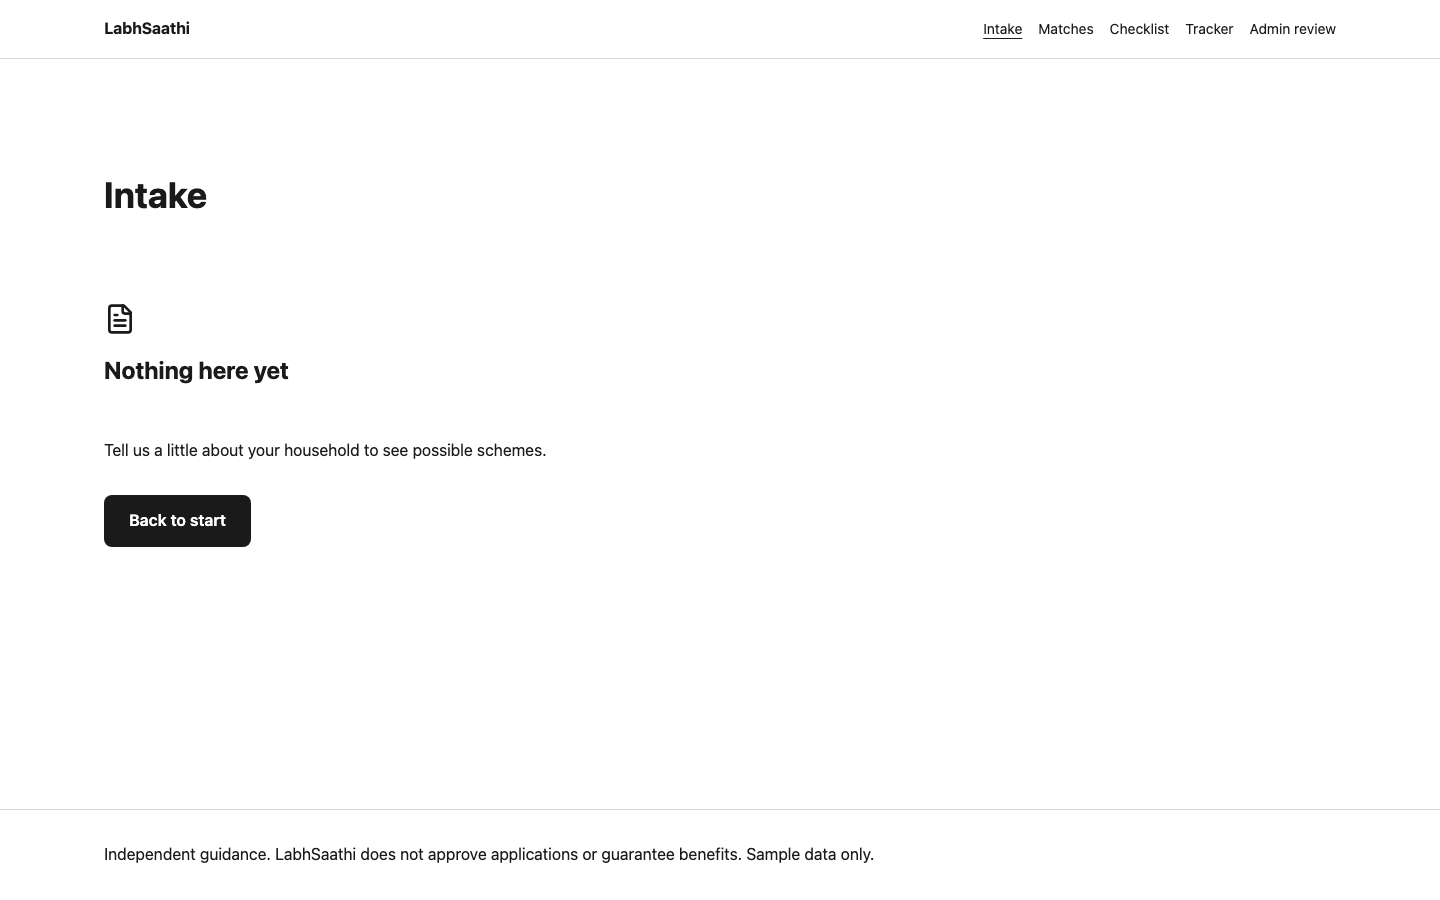 LabhSaathi
Intake Matches Checklist Tracker Admin review
Intake
Nothing here yet
Tell us a little about your household to see possible schemes.
Back to start
Independent guidance. LabhSaathi does not approve applications or guarantee benefits. Sample data only.